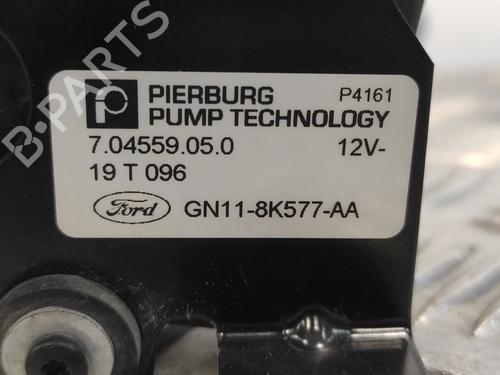 PIERBURG P4161
PUMP TECHNOLOGY
7.04559.05.0 12V-
19 T 096
Ford GN11-8K577-AA
B-PARTS